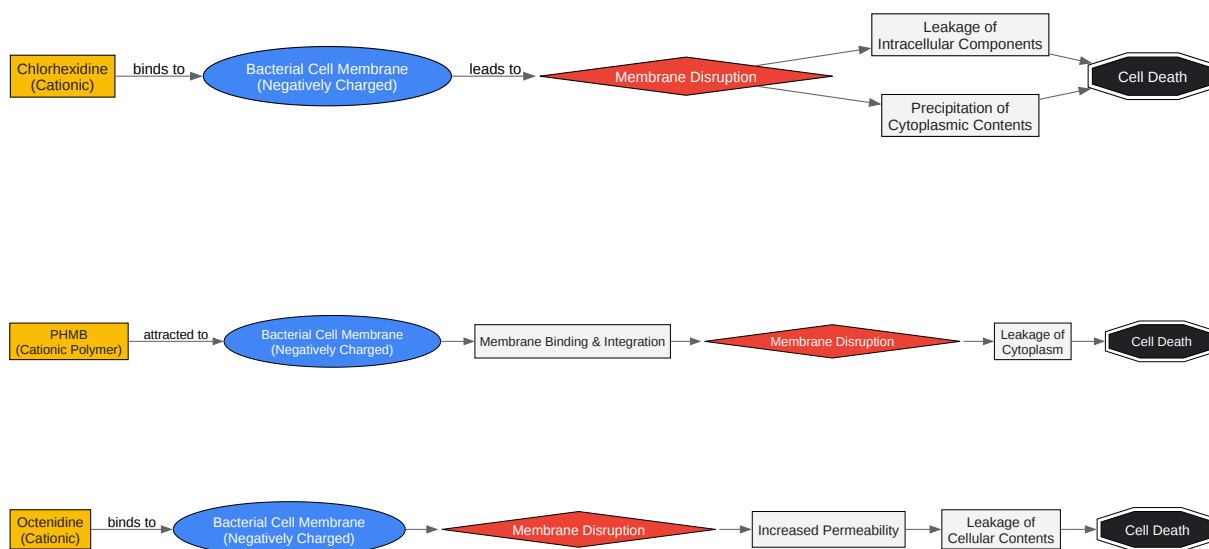 Chlorhexidine
(Cationic)
binds to
Bacterial Cell Membrane
(Negatively Charged)
leads to
Membrane Disruption
Leakage of
Intracellular Components
Precipitation of
Cytoplasmic Contents
Cell Death
PHMB
(Cationic Polymer)
attracted to
Bacterial Cell Membrane
(Negatively Charged)
Membrane Binding & Integration
Membrane Disruption
Leakage of
Cytoplasm
Cell Death
Octenidine
(Cationic)
binds to
Bacterial Cell Membrane
(Negatively Charged)
Membrane Disruption
Increased Permeability
Leakage of
Cellular Contents
Cell Death